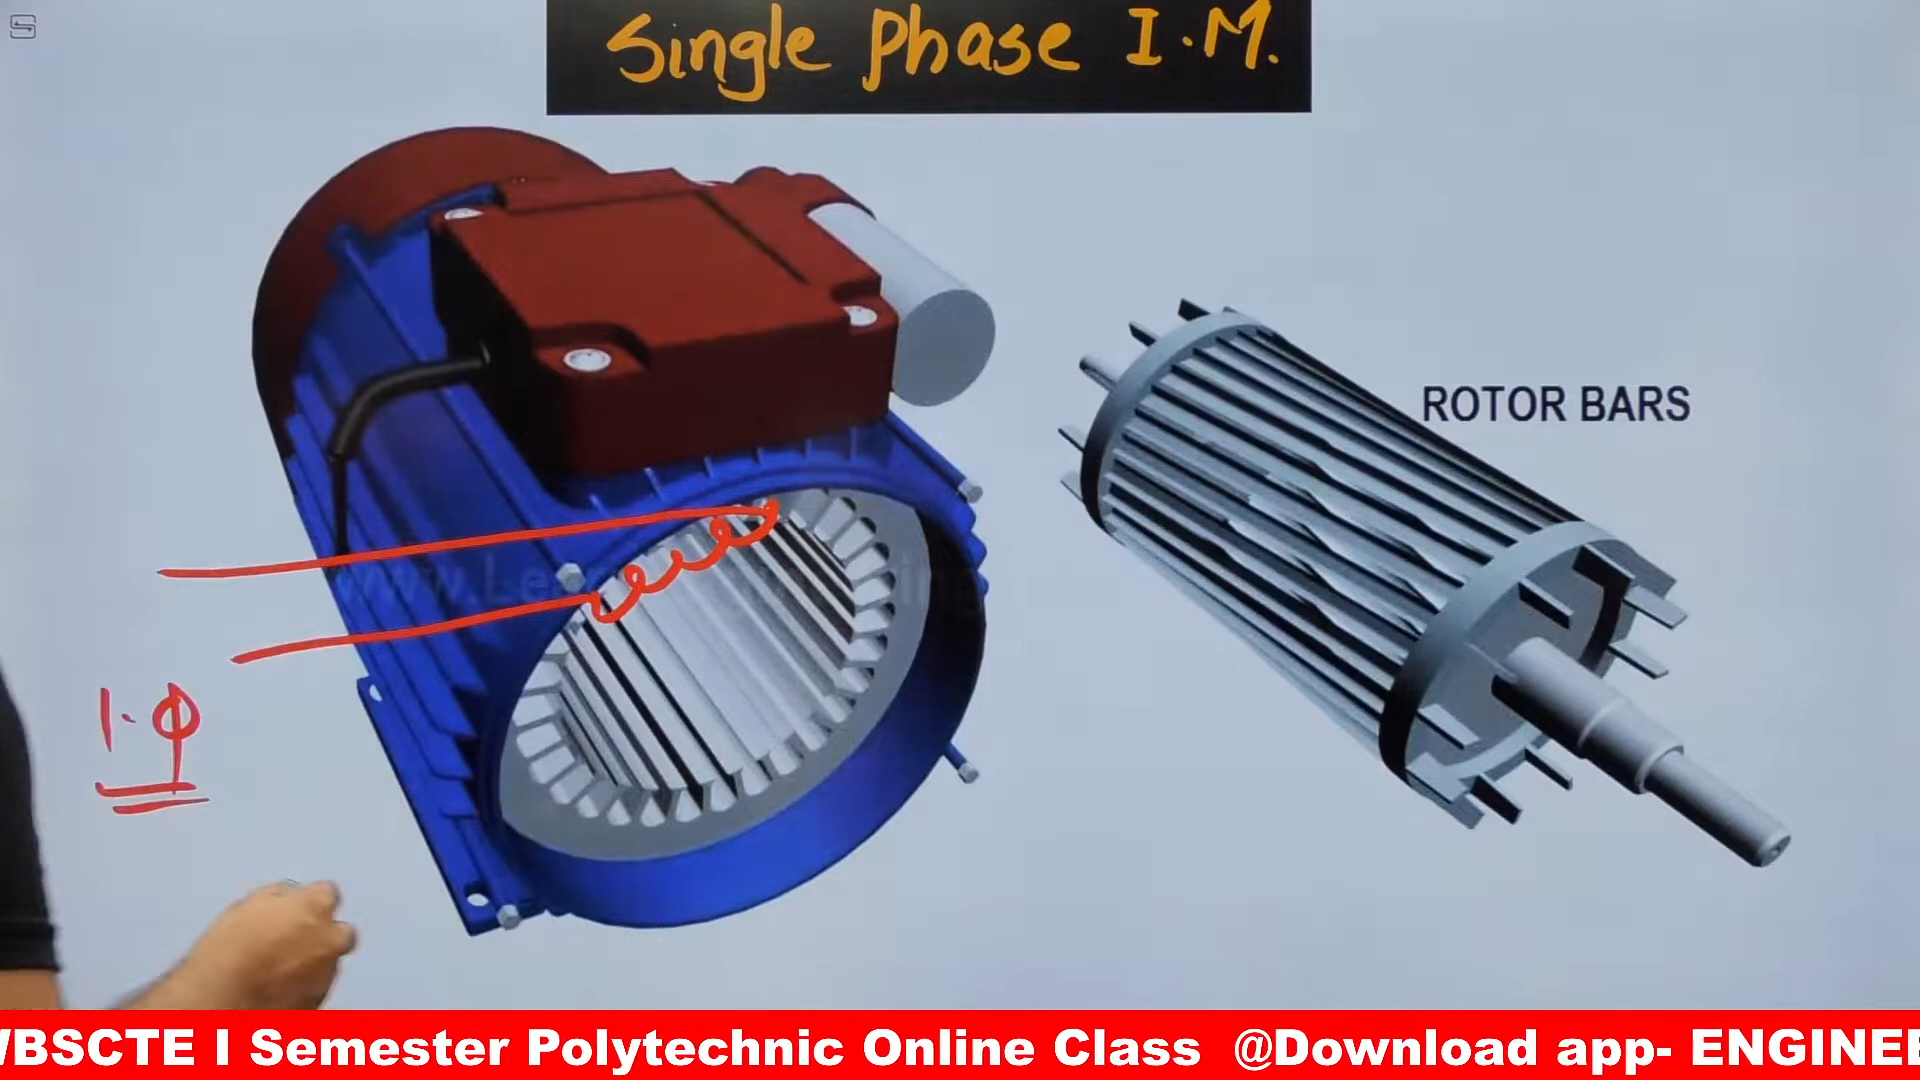 Single Phase I.M.
ROTOR BARS
1-Φ
WBSCTE I Semester Polytechnic Online Class @Download app- ENGINEE